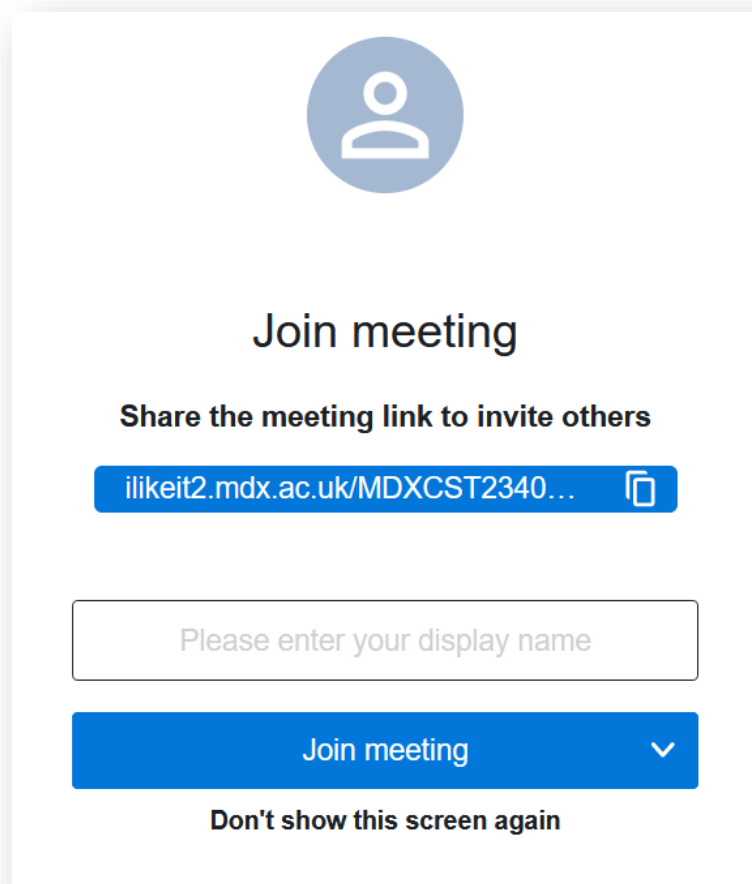 Join meeting
Share the meeting link to invite others
ilikeit2.mdx.ac.uk/MDXCST2340...
Please enter your display name
Join meeting
Don't show this screen again